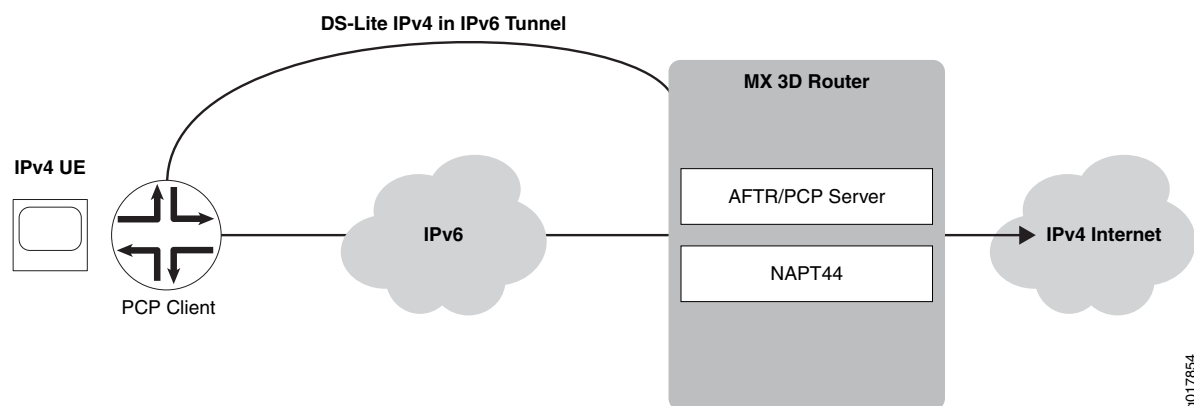 DS-Lite IPv4 in IPv6 Tunnel
MX 3D Router
IPv4 UE
AFTR/PCP Server
IPv6
IPv4 Internet
NAPT44
PCP Client
g017854